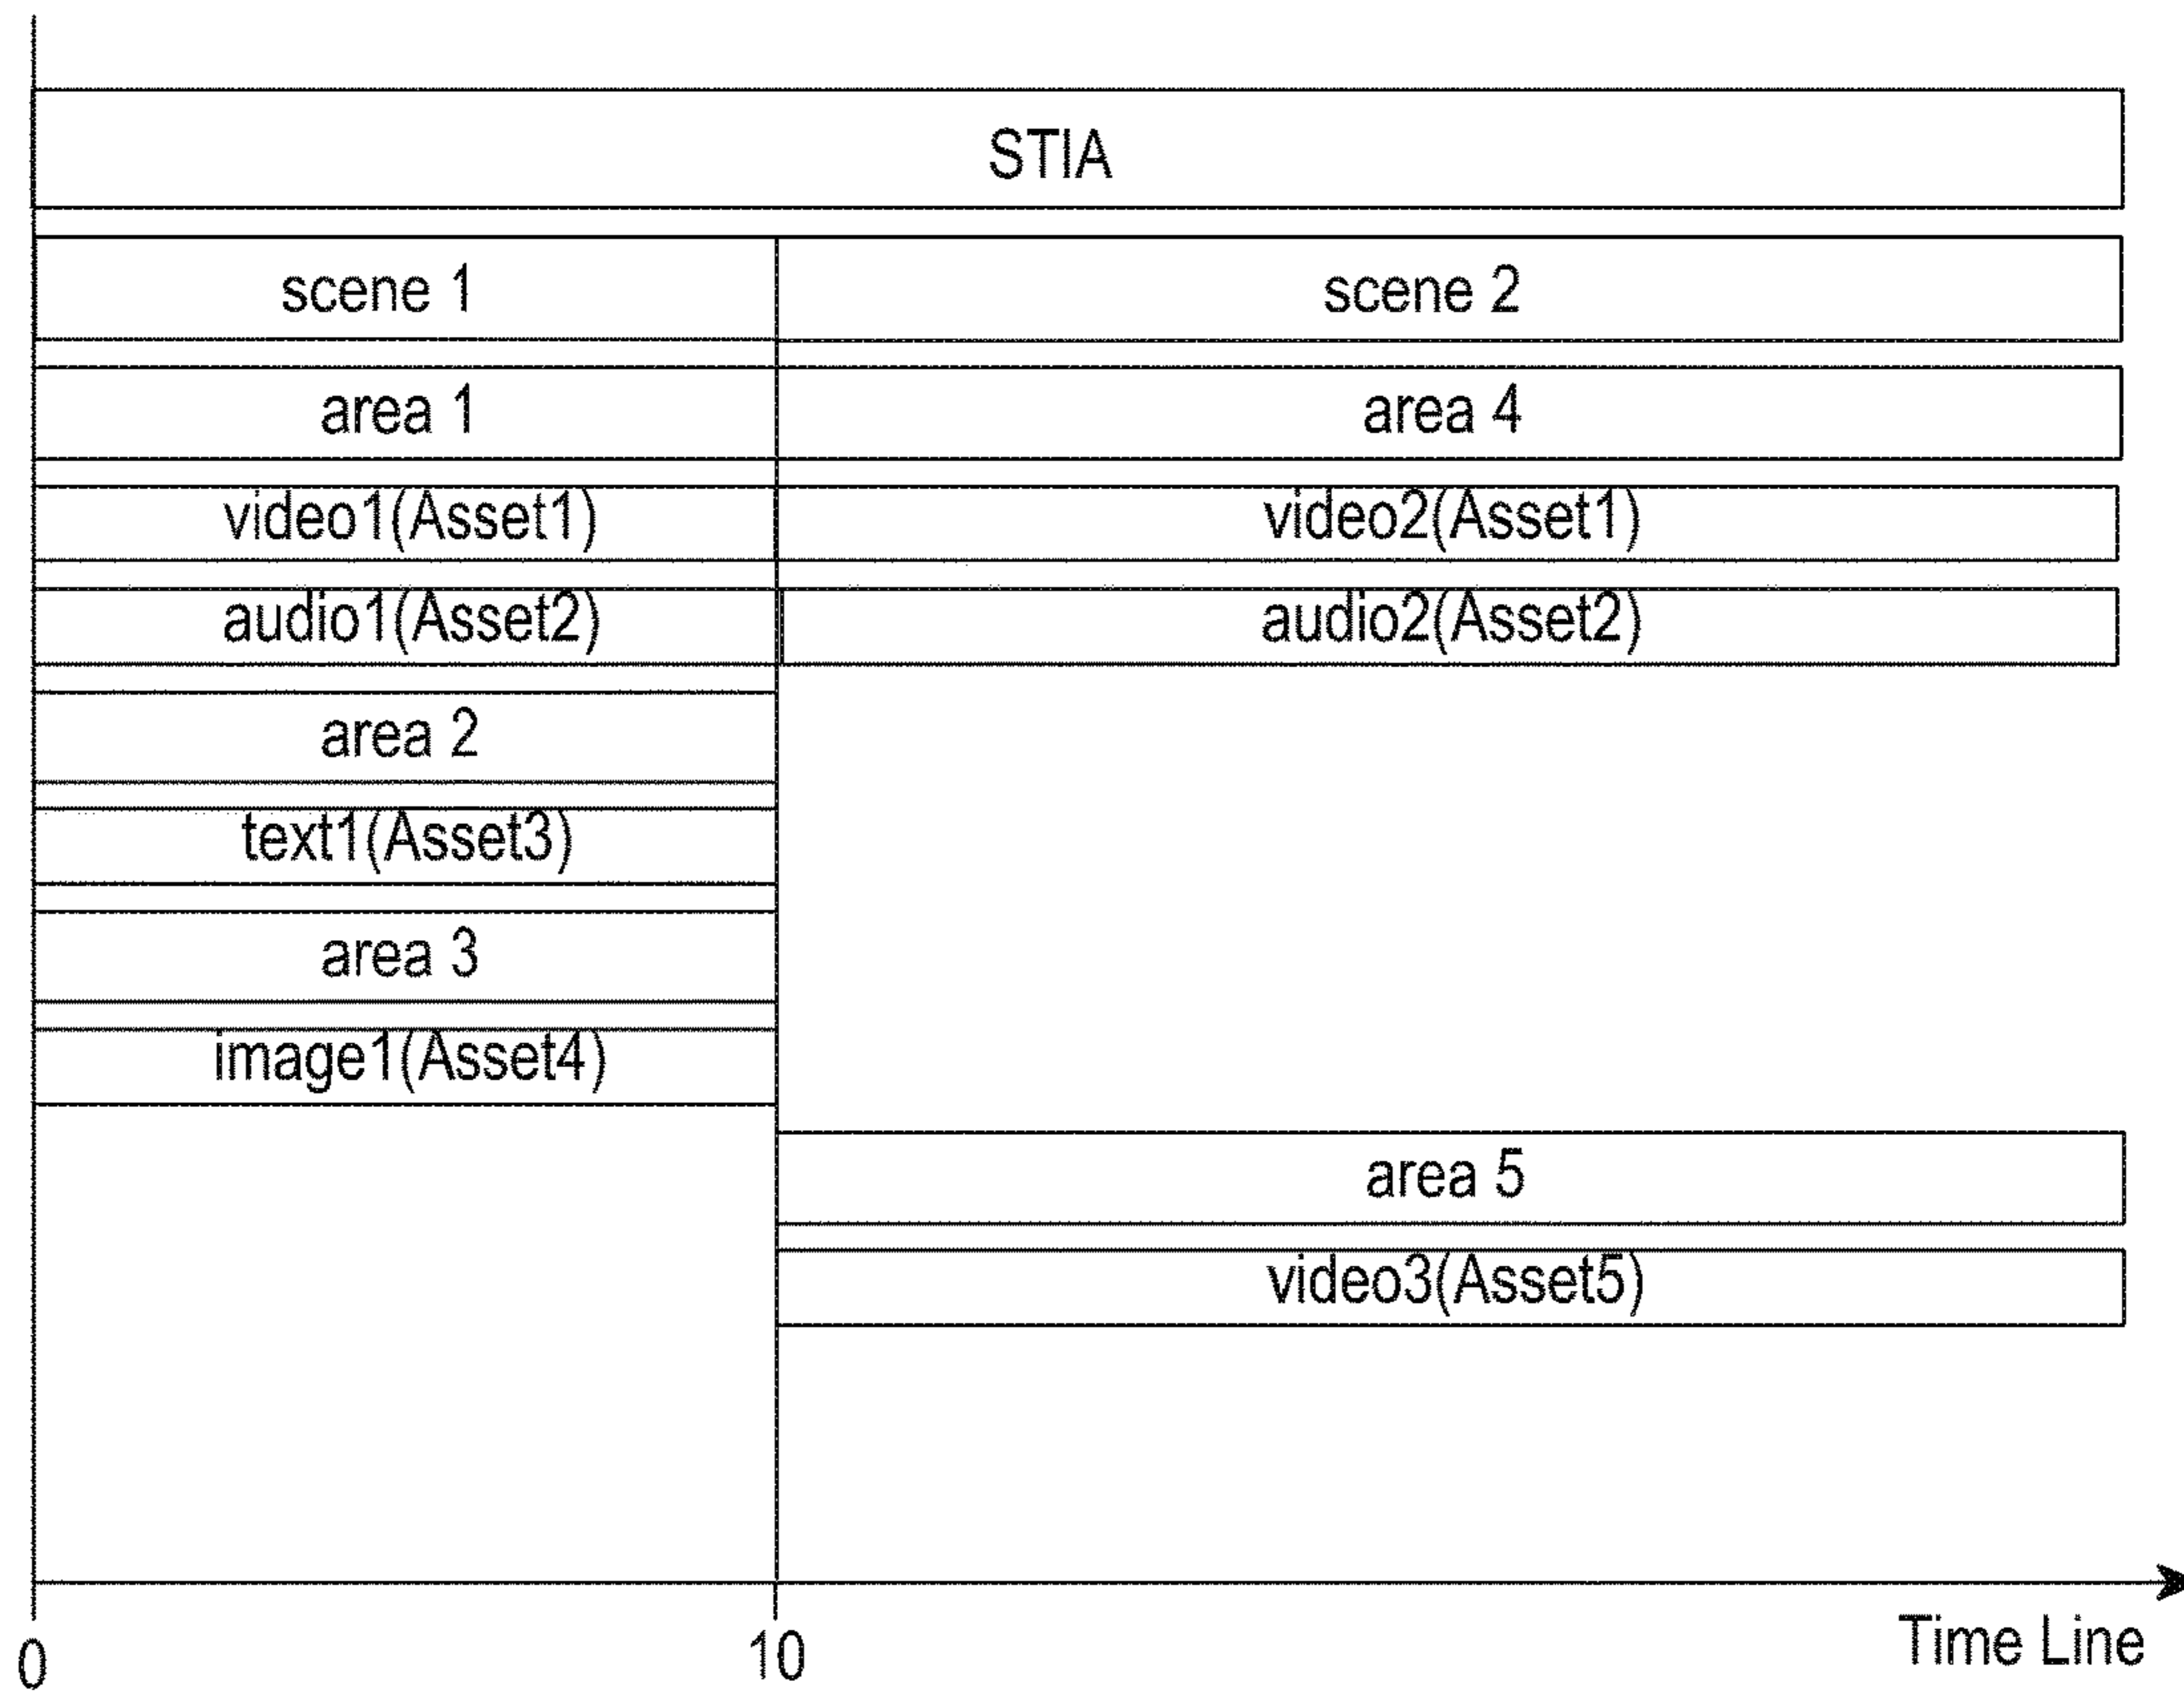 STIA
scene 1
scene 2
area 1
area 4
video1(Asset1)
video2(Asset1)
audio1(Asset2)
audio2(Asset2)
area 2
text1(Asset3)
area 3
image1(Asset4)
area 5
video3(Asset5)
0
10
Time Line